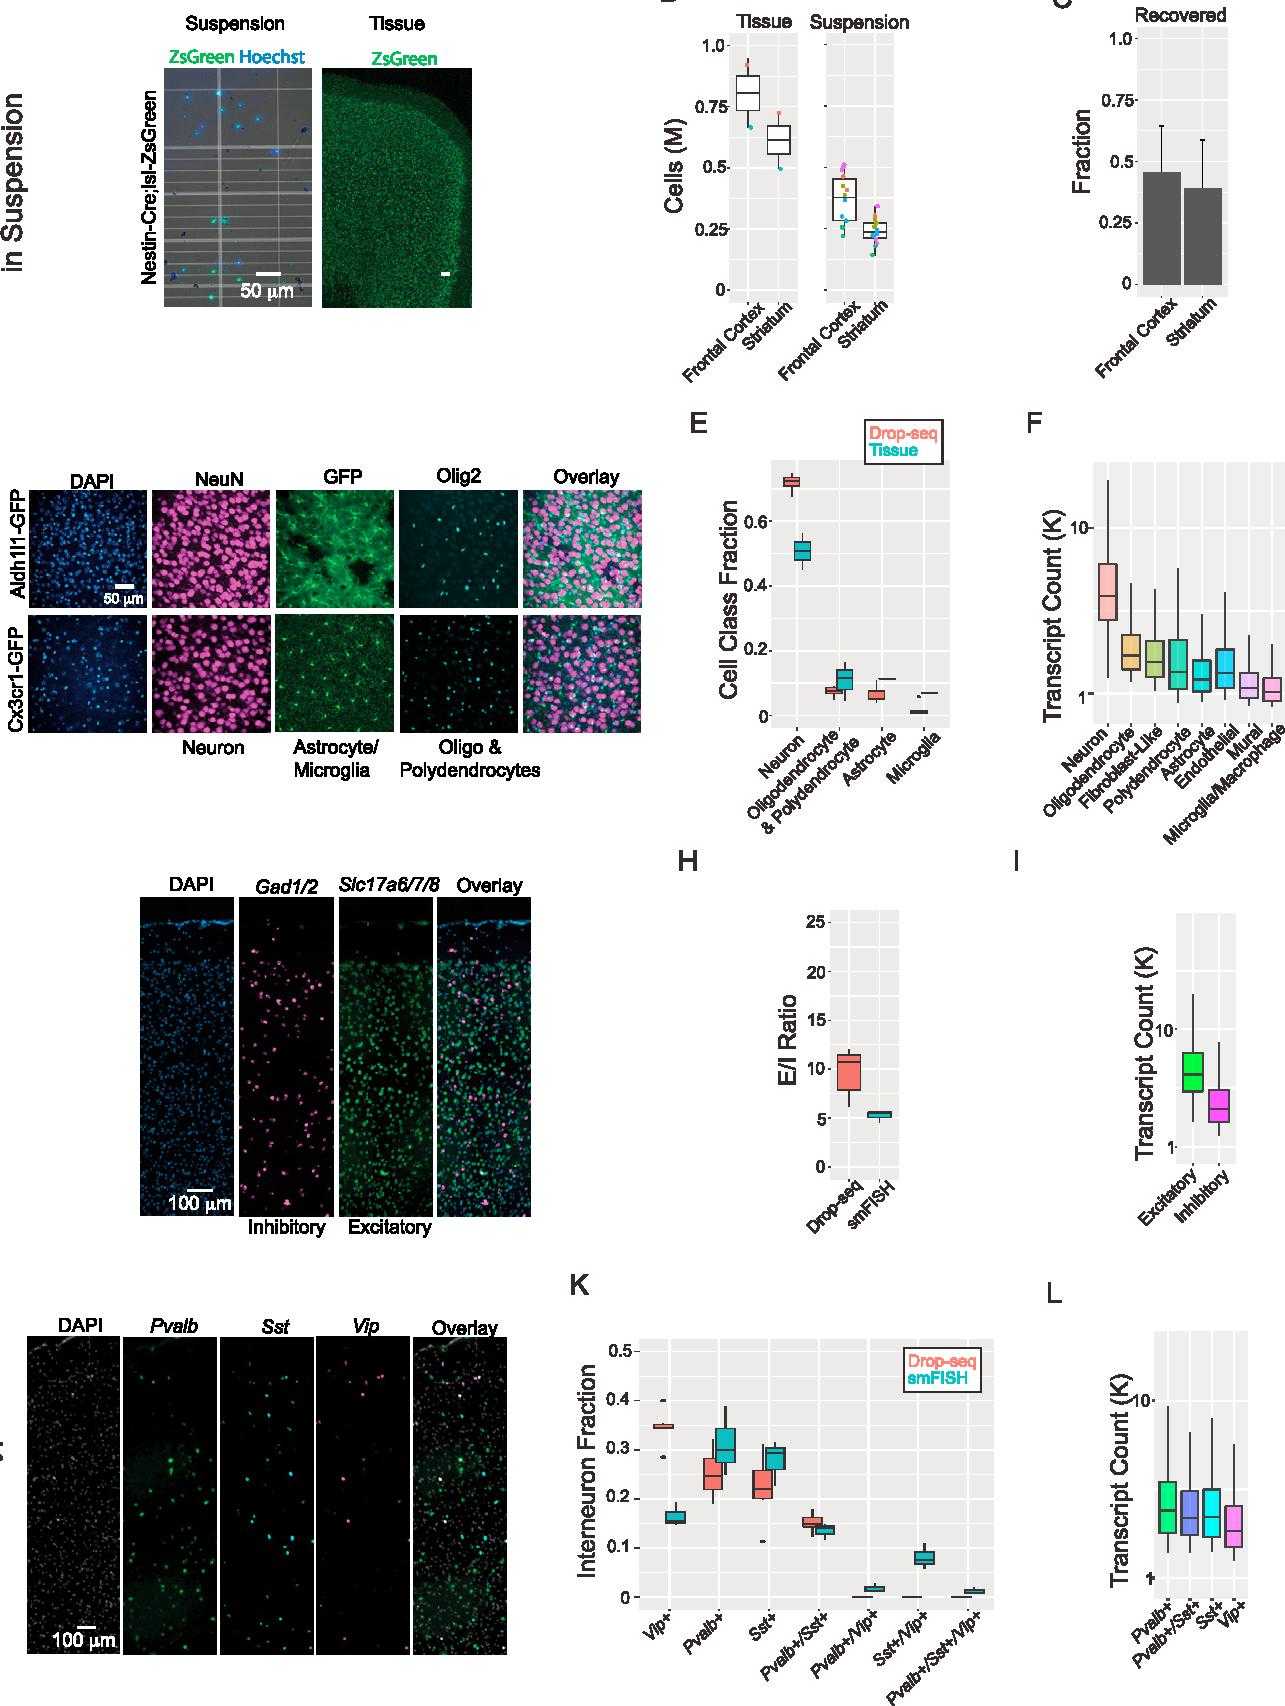 in Suspension
Suspension
ZsGreen Hoechst
Nestin-Cre;lsl-ZsGreen
50 μm
Tissue
ZsGreen
Tissue
Suspension
Cells (M)
1.0
0.75
0.5
0.25
0
Frontal Cortex
Striatum
Frontal Cortex
Striatum
Recovered
Fraction
1.0
0.75
0.5
0.25
0
Frontal Cortex
Striatum
DAPI
NeuN
GFP
Olig2
Overlay
Aldh1l1-GFP
50 μm
Cx3cr1-GFP
Neuron
Astrocyte/
Microglia
Oligo &
Polydendrocytes
E
Drop-seq
Tissue
Cell Class Fraction
0.6
0.4
0.2
0
Neuron
Oligodendrocyte
& Polydendrocyte
Astrocyte
Microglia
F
Transcript Count (K)
10
1
Neuron
Oligodendrocyte
Fibroblast-Like
Polydendrocyte
Astrocyte
Endothelial
Mural
Microglia/Macrophage
DAPI
Gad1/2
Slc17a6/7/8
Overlay
100 μm
Inhibitory
Excitatory
H
E/I Ratio
25
20
15
10
5
0
Drop-seq
smFISH
I
Transcript Count (K)
10
1
Excitatory
Inhibitory
DAPI
Pvalb
Sst
Vip
Overlay
100 μm
K
Drop-seq
smFISH
Interneuron Fraction
0.5
0.4
0.3
0.2
0.1
0
Vip+
Pvalb+
Sst+
Pvalb+/Sst+
Pvalb+/Vip+
Sst+/Vip+
Pvalb+/Sst+/Vip+
L
Transcript Count (K)
10
1
Pvalb+
Pvalb+/Sst+
Sst+
Vip+